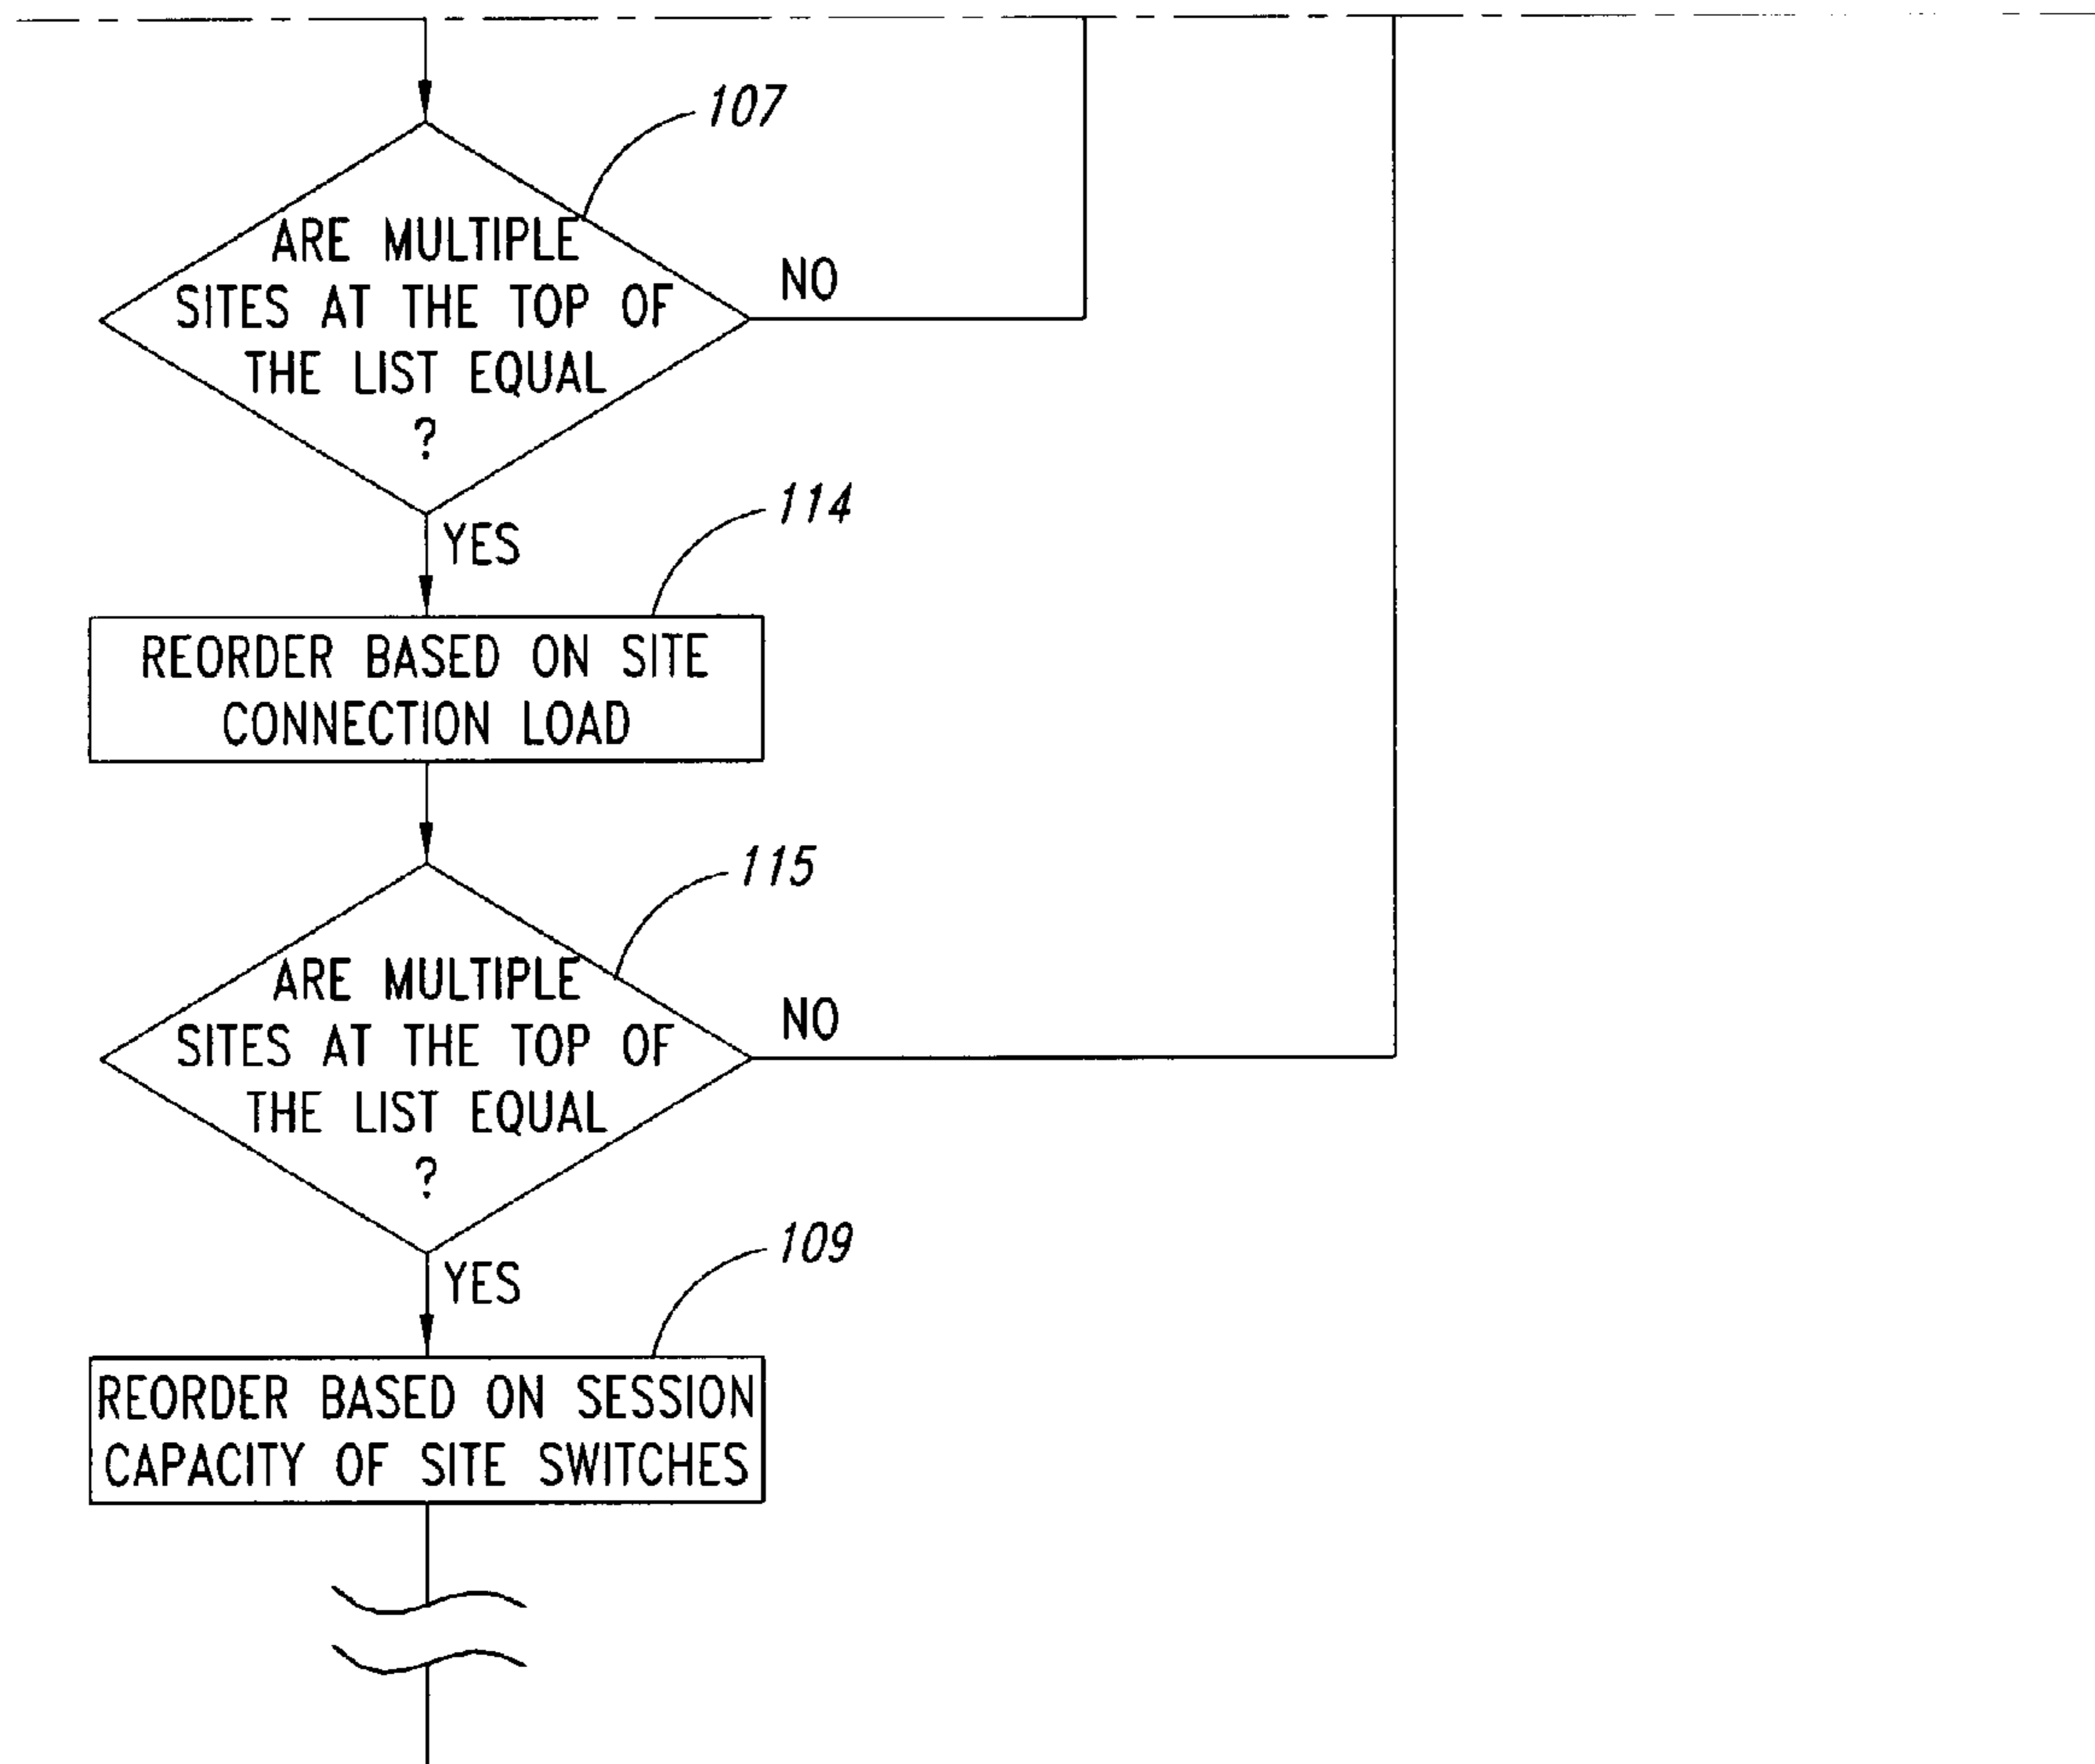 107
ARE MULTIPLE
SITES AT THE TOP OF
THE LIST EQUAL
?
NO
YES
114
REORDER BASED ON SITE
CONNECTION LOAD
115
ARE MULTIPLE
SITES AT THE TOP OF
THE LIST EQUAL
?
NO
YES
109
REORDER BASED ON SESSION
CAPACITY OF SITE SWITCHES